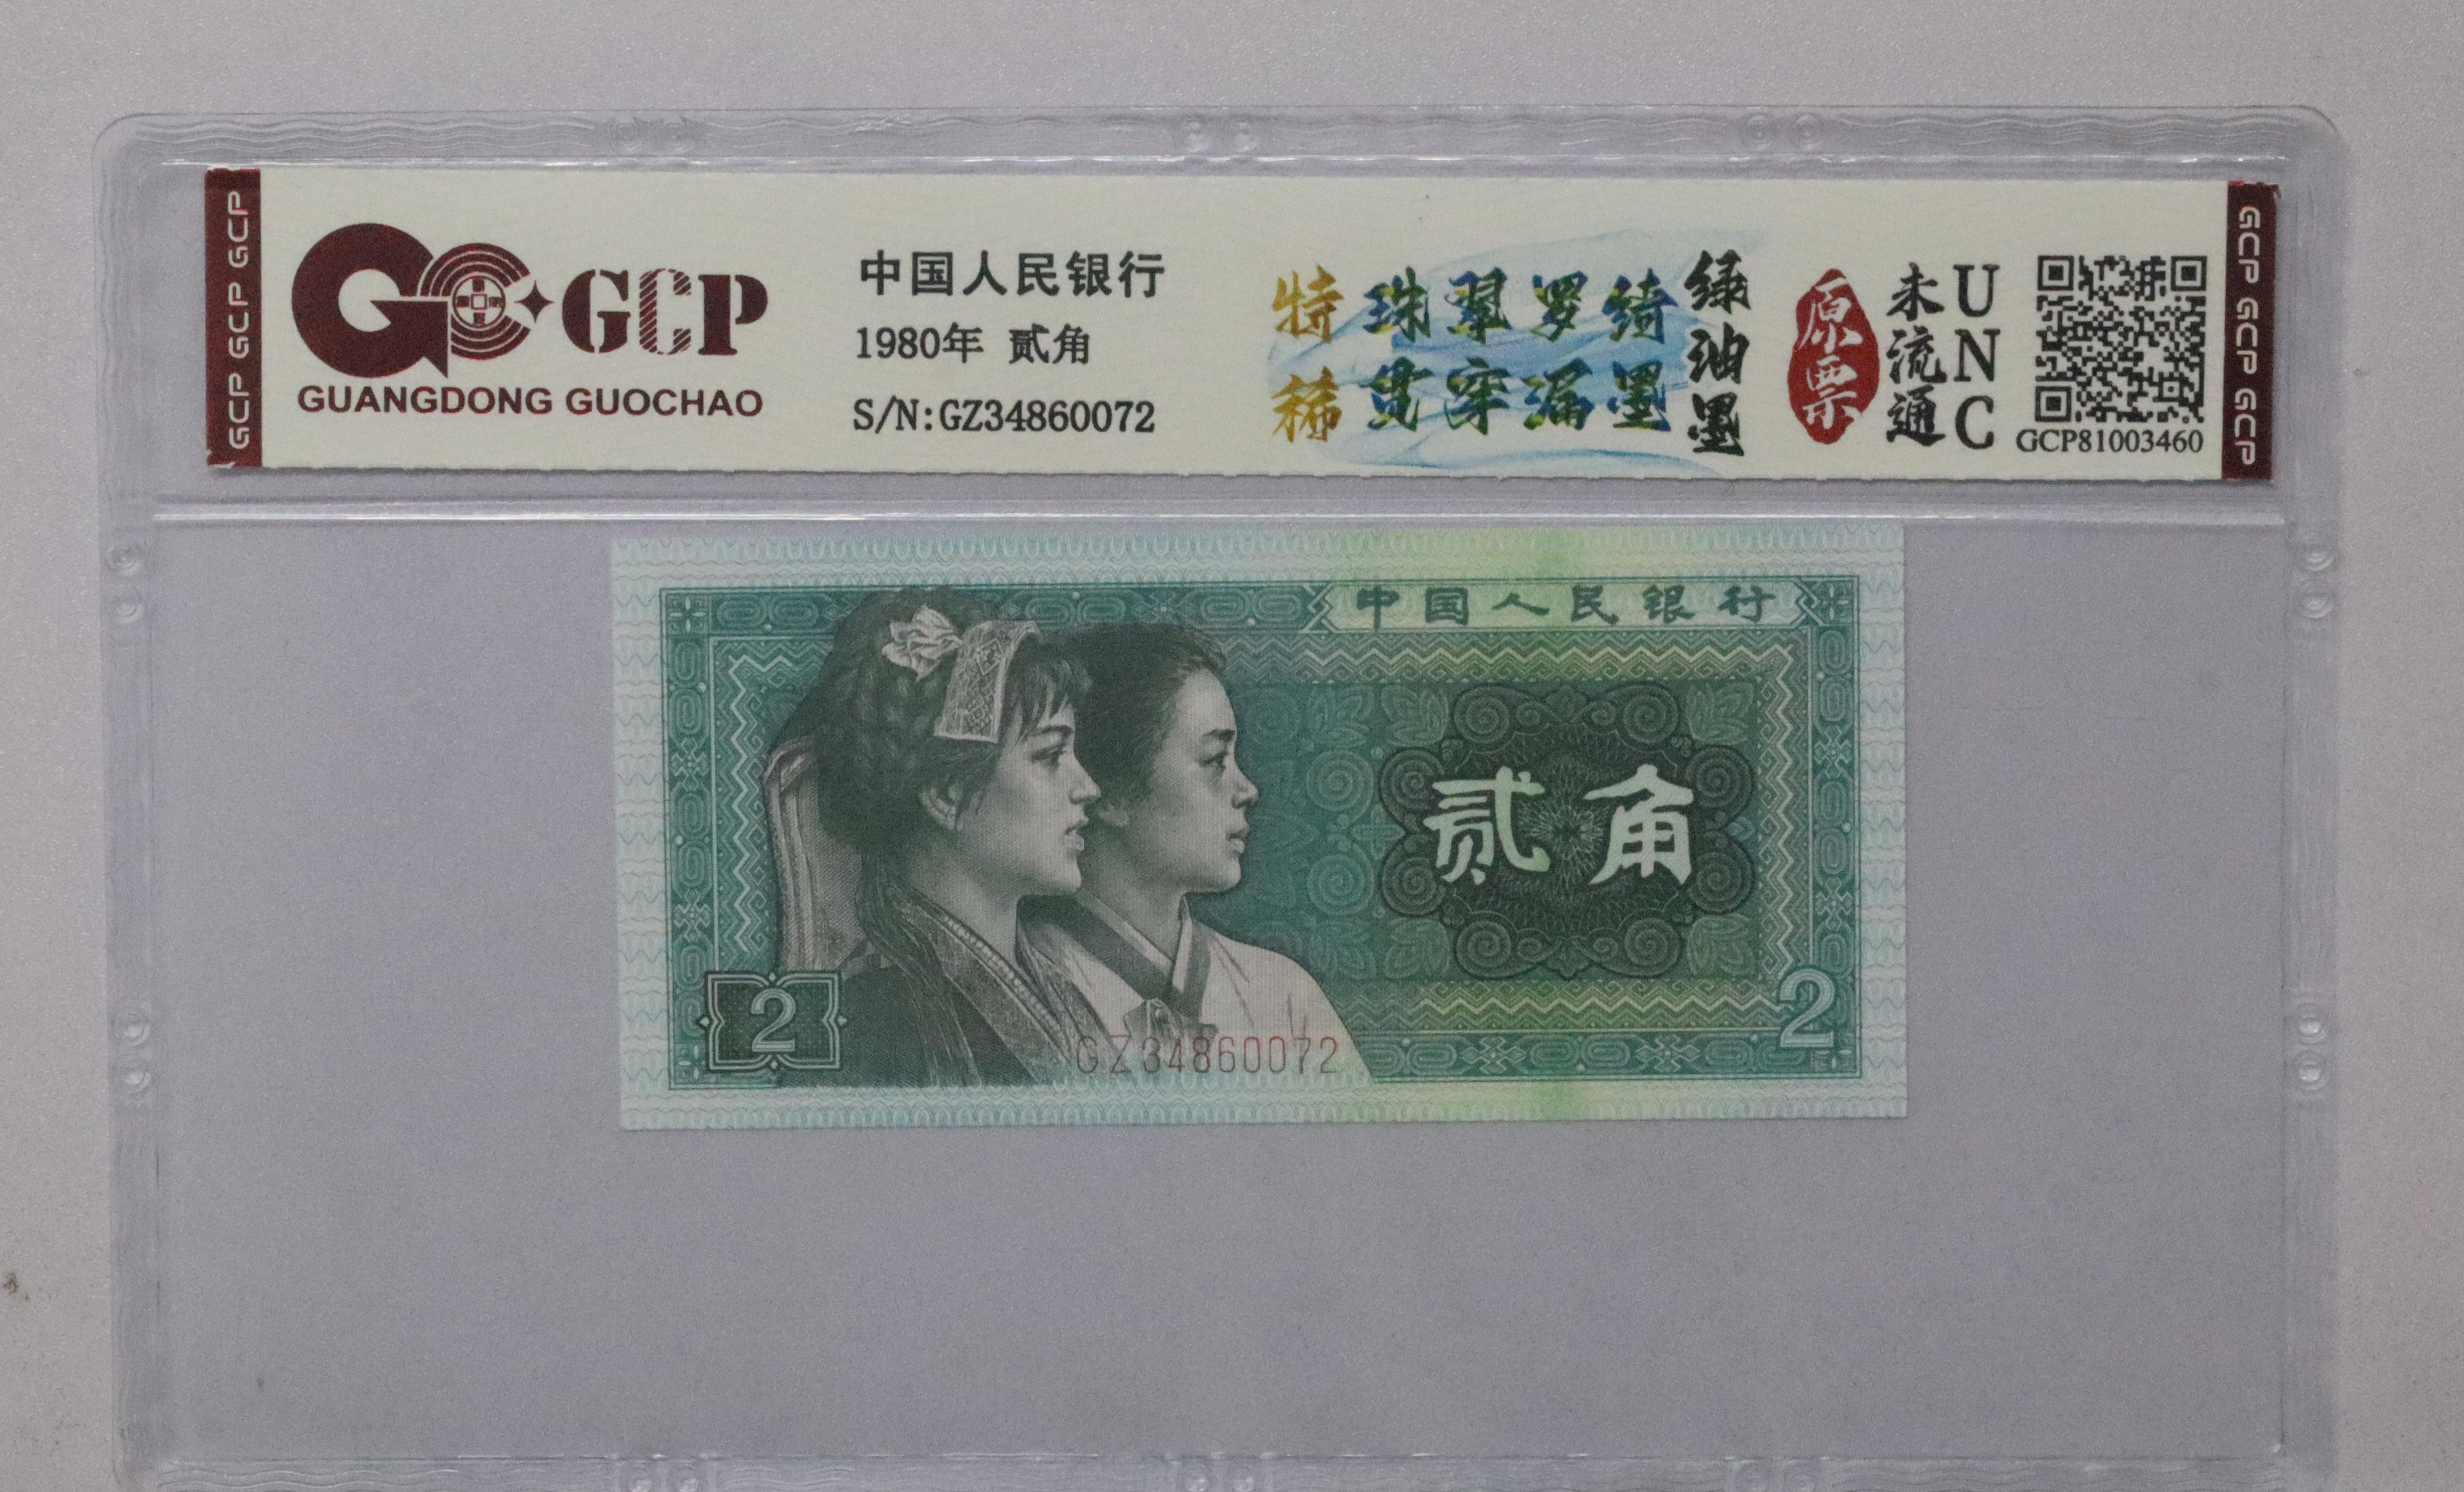 GCP GCP GCP
GCP
GUANGDONG GUOCHAO
中国人民银行
1980年 贰角
S/N:GZ34860072
特稀
珠翠罗绮
贯穿漏墨
绿油墨
原票
未流通
UNC
GCP81003460
GCP GCP GCP
中国人民银行
贰角
2
2
GZ34860072